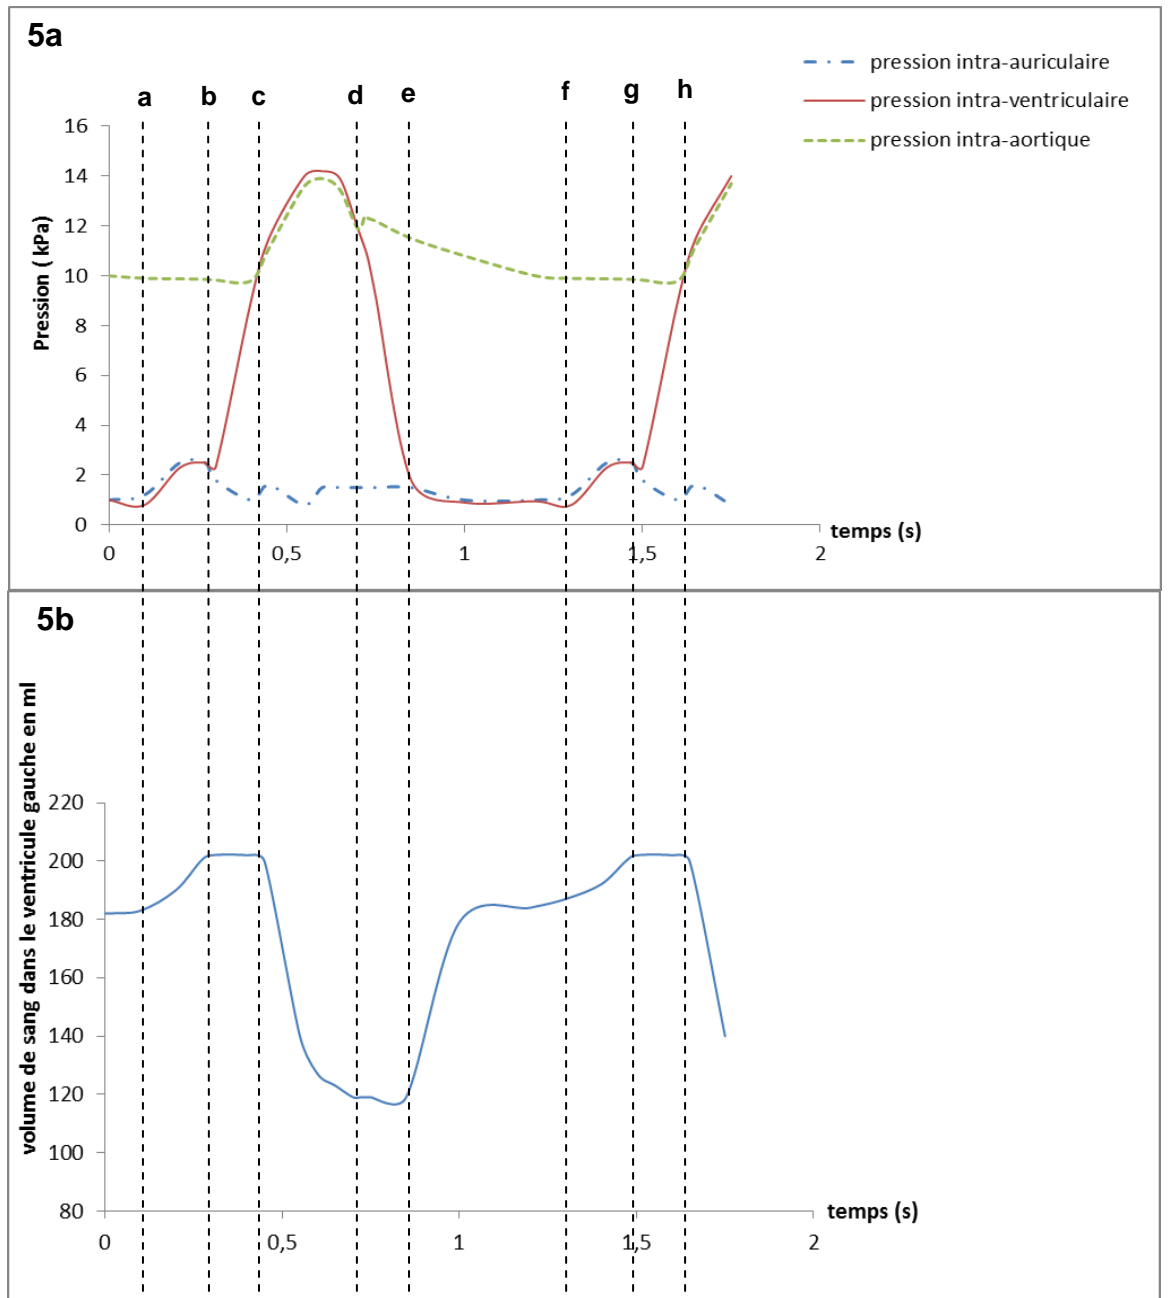 5a
pression intra-auriculaire
pression intra-ventriculaire
pression intra-aortique
a b c d e f g h
Pression ( kPa)
16
14
12
10
8
6
4
2
0
0 0,5 1 1,5 2
temps (s)
5b
volume de sang dans le ventricule gauche en ml
220
200
180
160
140
120
100
80
0 0,5 1 1,5 2
temps (s)